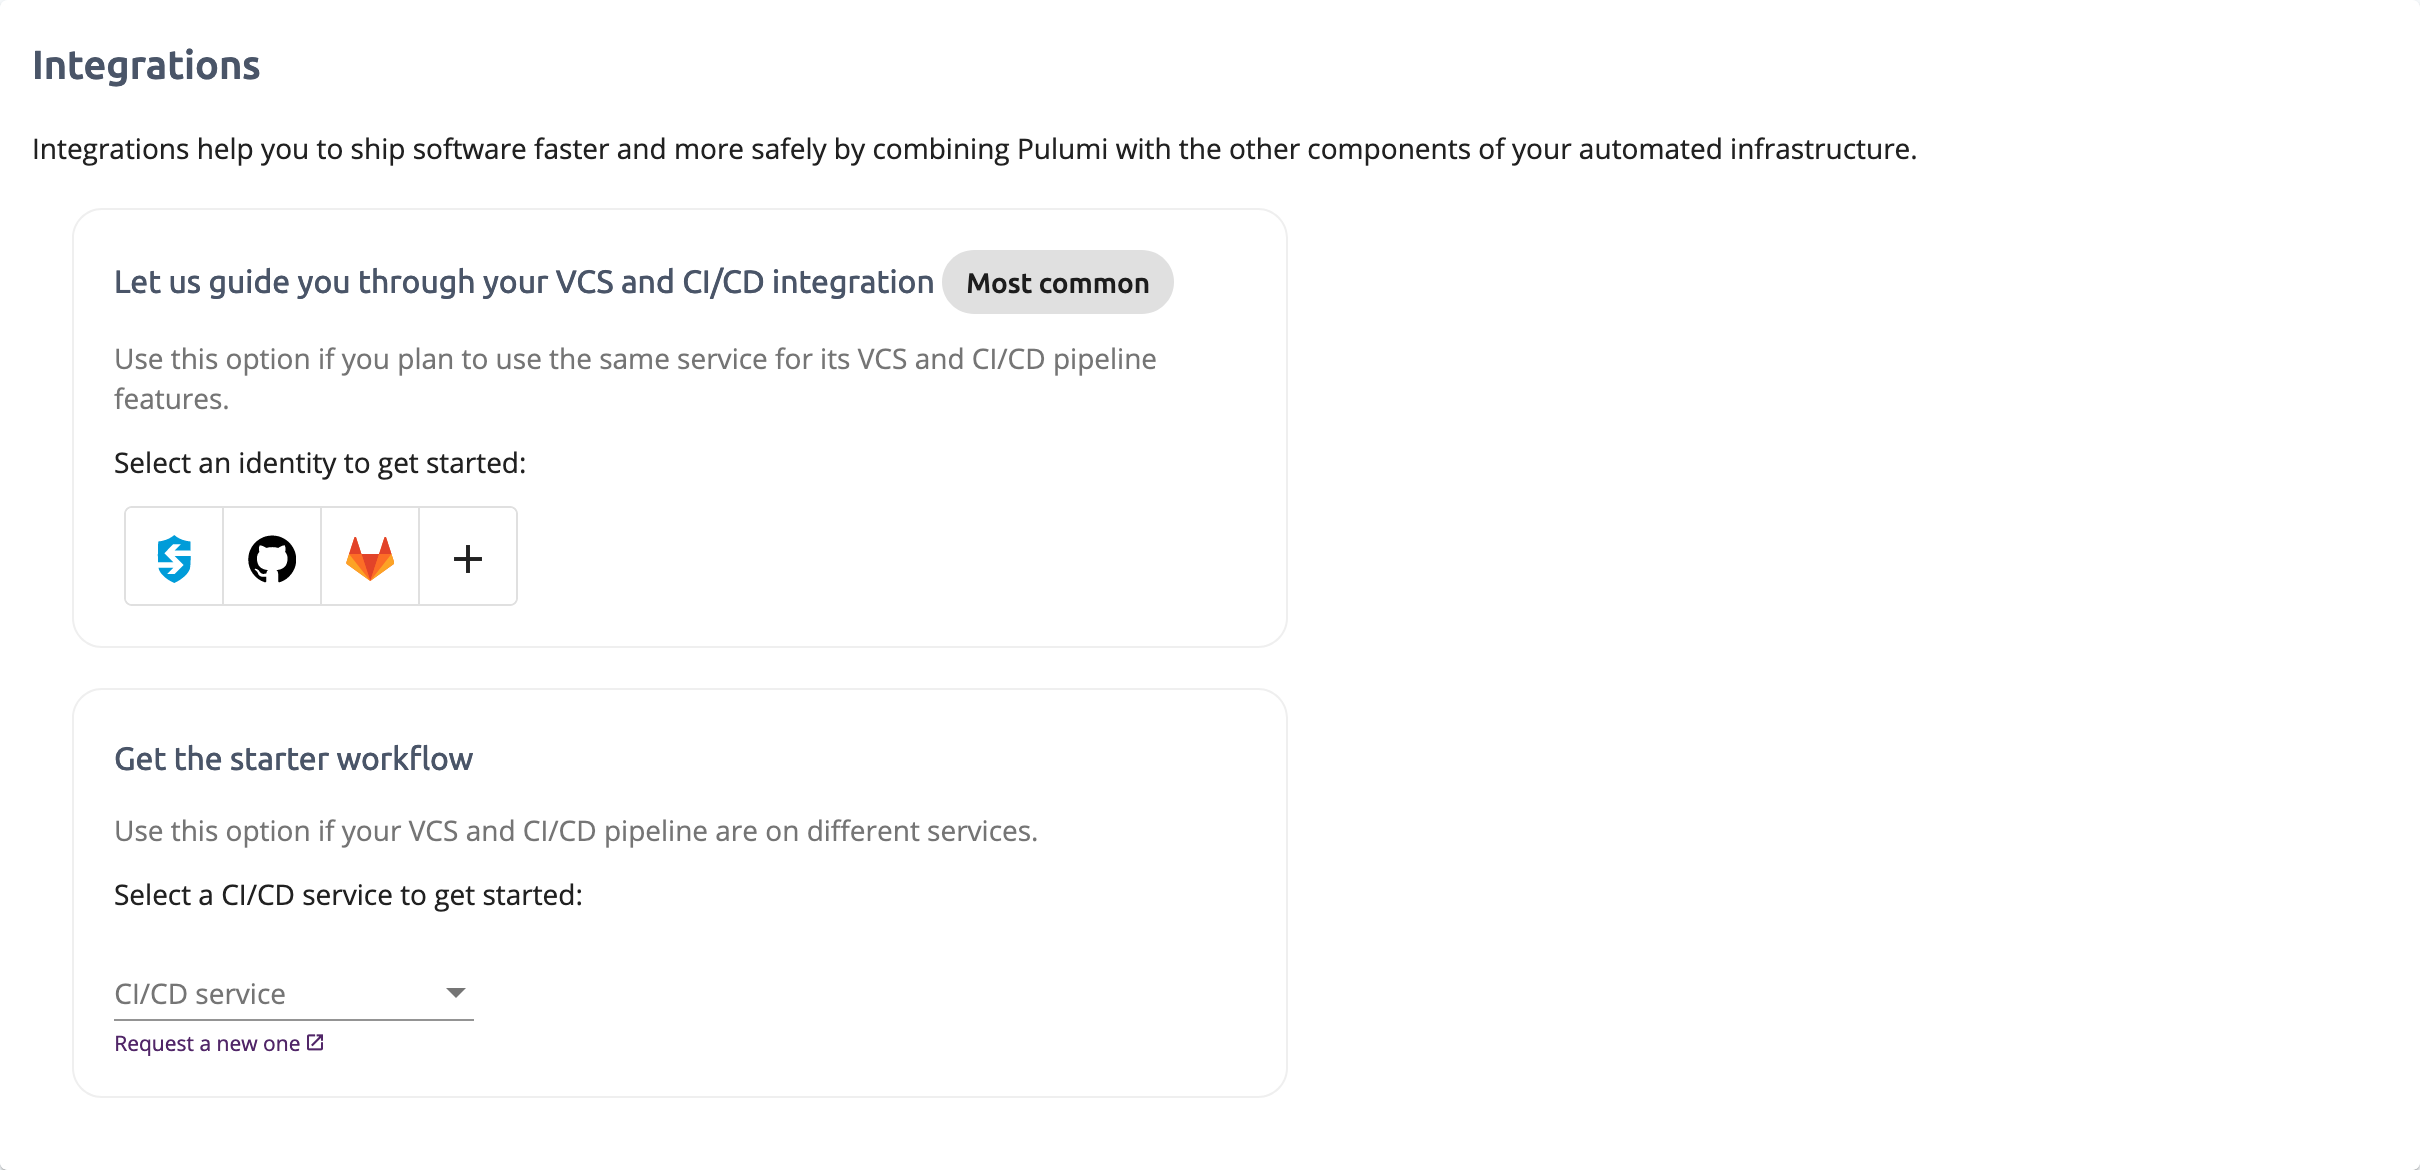 Integrations
Integrations help you to ship software faster and more safely by combining Pulumi with the other components of your automated infrastructure.
Let us guide you through your VCS and CI/CD integration Most common
Use this option if you plan to use the same service for its VCS and CI/CD pipeline
features.
Select an identity to get started:
Get the starter workflow
Use this option if your VCS and CI/CD pipeline are on different services.
Select a CI/CD service to get started:
CI/CD service
Request a new one